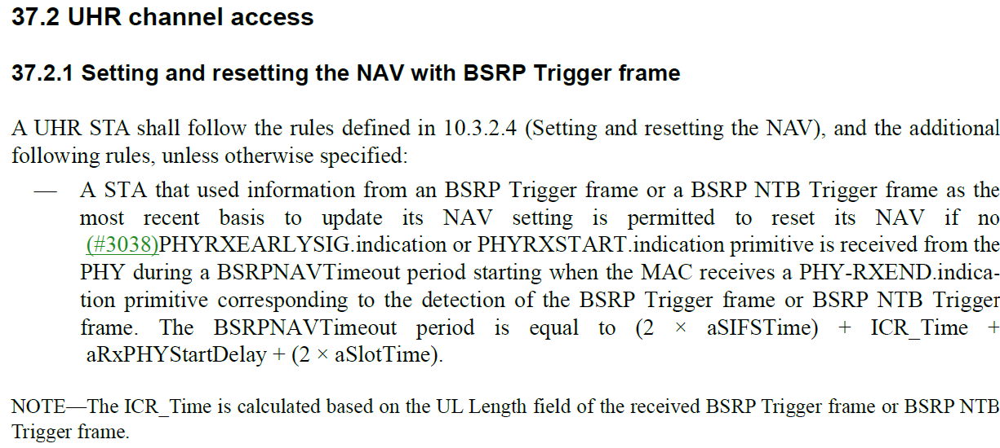 37.2 UHR channel access
37.2.1 Setting and resetting the NAV with BSRP Trigger frame
A UHR STA shall follow the rules defined in 10.3.2.4 (Setting and resetting the NAV), and the additional
following rules, unless otherwise specified:
— A STA that used information from an BSRP Trigger frame or a BSRP NTB Trigger frame as the
most recent basis to update its NAV setting is permitted to reset its NAV if no
(#3038)PHYRXEARLYSIG.indication or PHYRXSTART.indication primitive is received from the
PHY during a BSRPNAVTimeout period starting when the MAC receives a PHY-RXEND.indica-
tion primitive corresponding to the detection of the BSRP Trigger frame or BSRP NTB Trigger
frame. The BSRPNAVTimeout period is equal to (2 × aSIFSTime) + ICR_Time +
aRxPHYStartDelay + (2 × aSlotTime).
NOTE—The ICR_Time is calculated based on the UL Length field of the received BSRP Trigger frame or BSRP NTB
Trigger frame.